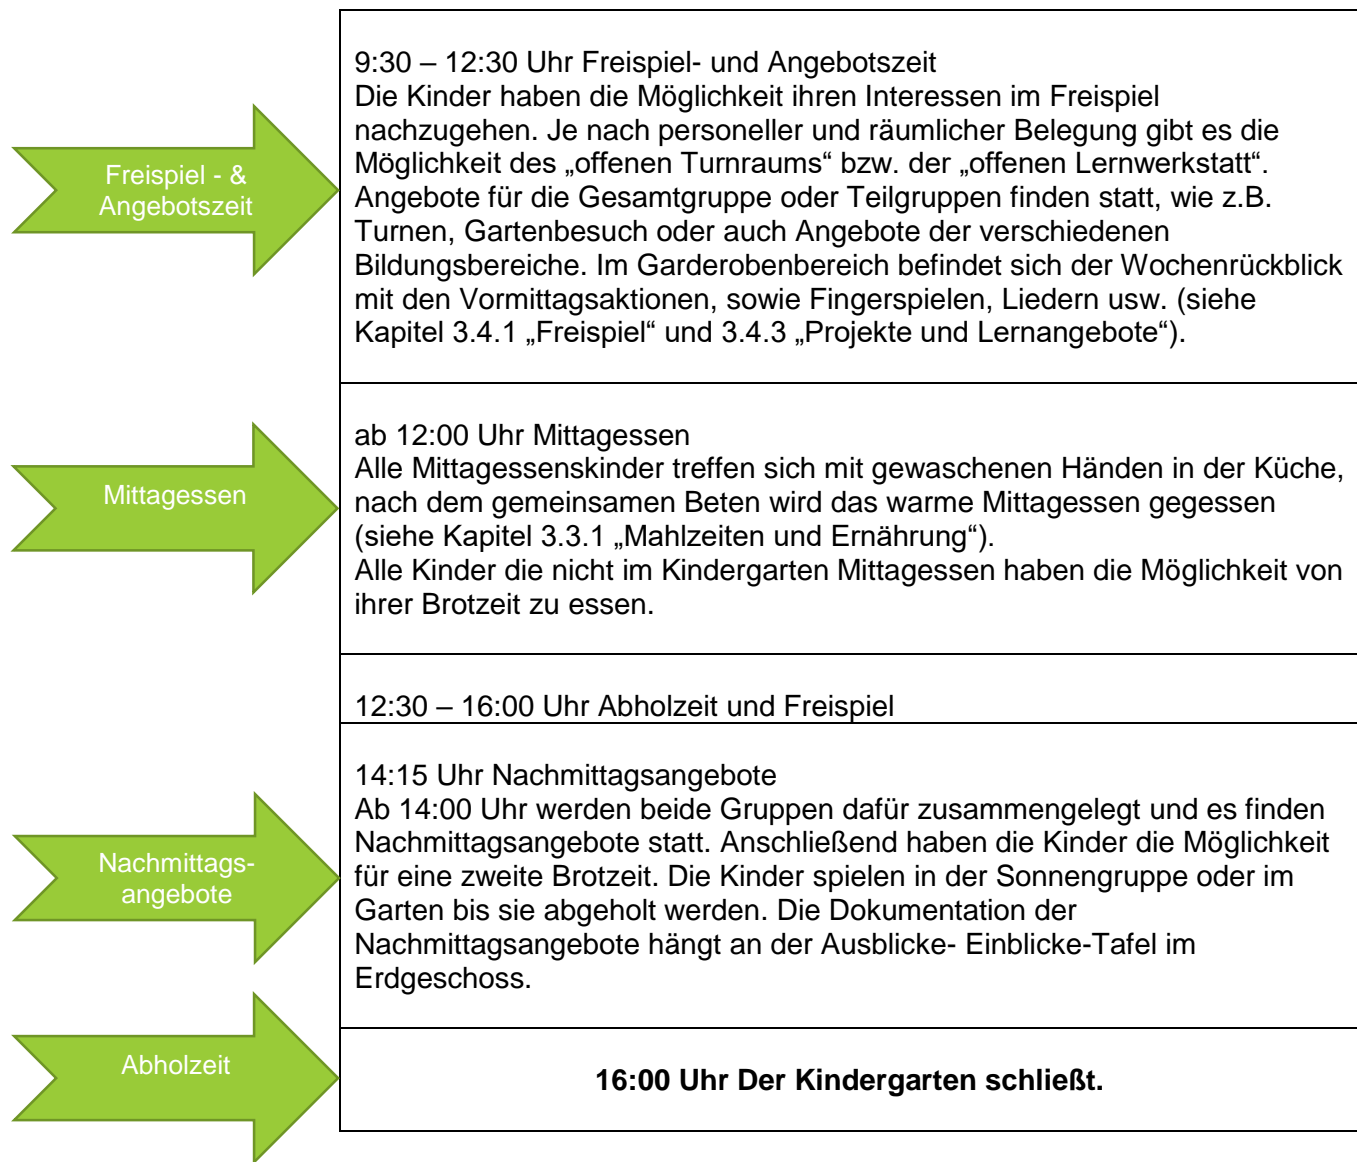 Freispiel - &
Angebotszeit
9:30 – 12:30 Uhr Freispiel- und Angebotszeit
Die Kinder haben die Möglichkeit ihren Interessen im Freispiel
nachzugehen. Je nach personeller und räumlicher Belegung gibt es die
Möglichkeit des „offenen Turnraums“ bzw. der „offenen Lernwerkstatt“.
Angebote für die Gesamtgruppe oder Teilgruppen finden statt, wie z.B.
Turnen, Gartenbesuch oder auch Angebote der verschiedenen
Bildungsbereiche. Im Garderobenbereich befindet sich der Wochenrückblick
mit den Vormittagsaktionen, sowie Fingerspielen, Liedern usw. (siehe
Kapitel 3.4.1 „Freispiel“ und 3.4.3 „Projekte und Lernangebote“).
Mittagessen
ab 12:00 Uhr Mittagessen
Alle Mittagessenskinder treffen sich mit gewaschenen Händen in der Küche,
nach dem gemeinsamen Beten wird das warme Mittagessen gegessen
(siehe Kapitel 3.3.1 „Mahlzeiten und Ernährung“).
Alle Kinder die nicht im Kindergarten Mittagessen haben die Möglichkeit von
ihrer Brotzeit zu essen.
12:30 – 16:00 Uhr Abholzeit und Freispiel
Nachmittags-
angebote
14:15 Uhr Nachmittagsangebote
Ab 14:00 Uhr werden beide Gruppen dafür zusammengelegt und es finden
Nachmittagsangebote statt. Anschließend haben die Kinder die Möglichkeit
für eine zweite Brotzeit. Die Kinder spielen in der Sonnengruppe oder im
Garten bis sie abgeholt werden. Die Dokumentation der
Nachmittagsangebote hängt an der Ausblicke- Einblicke-Tafel im
Erdgeschoss.
Abholzeit
16:00 Uhr Der Kindergarten schließt.